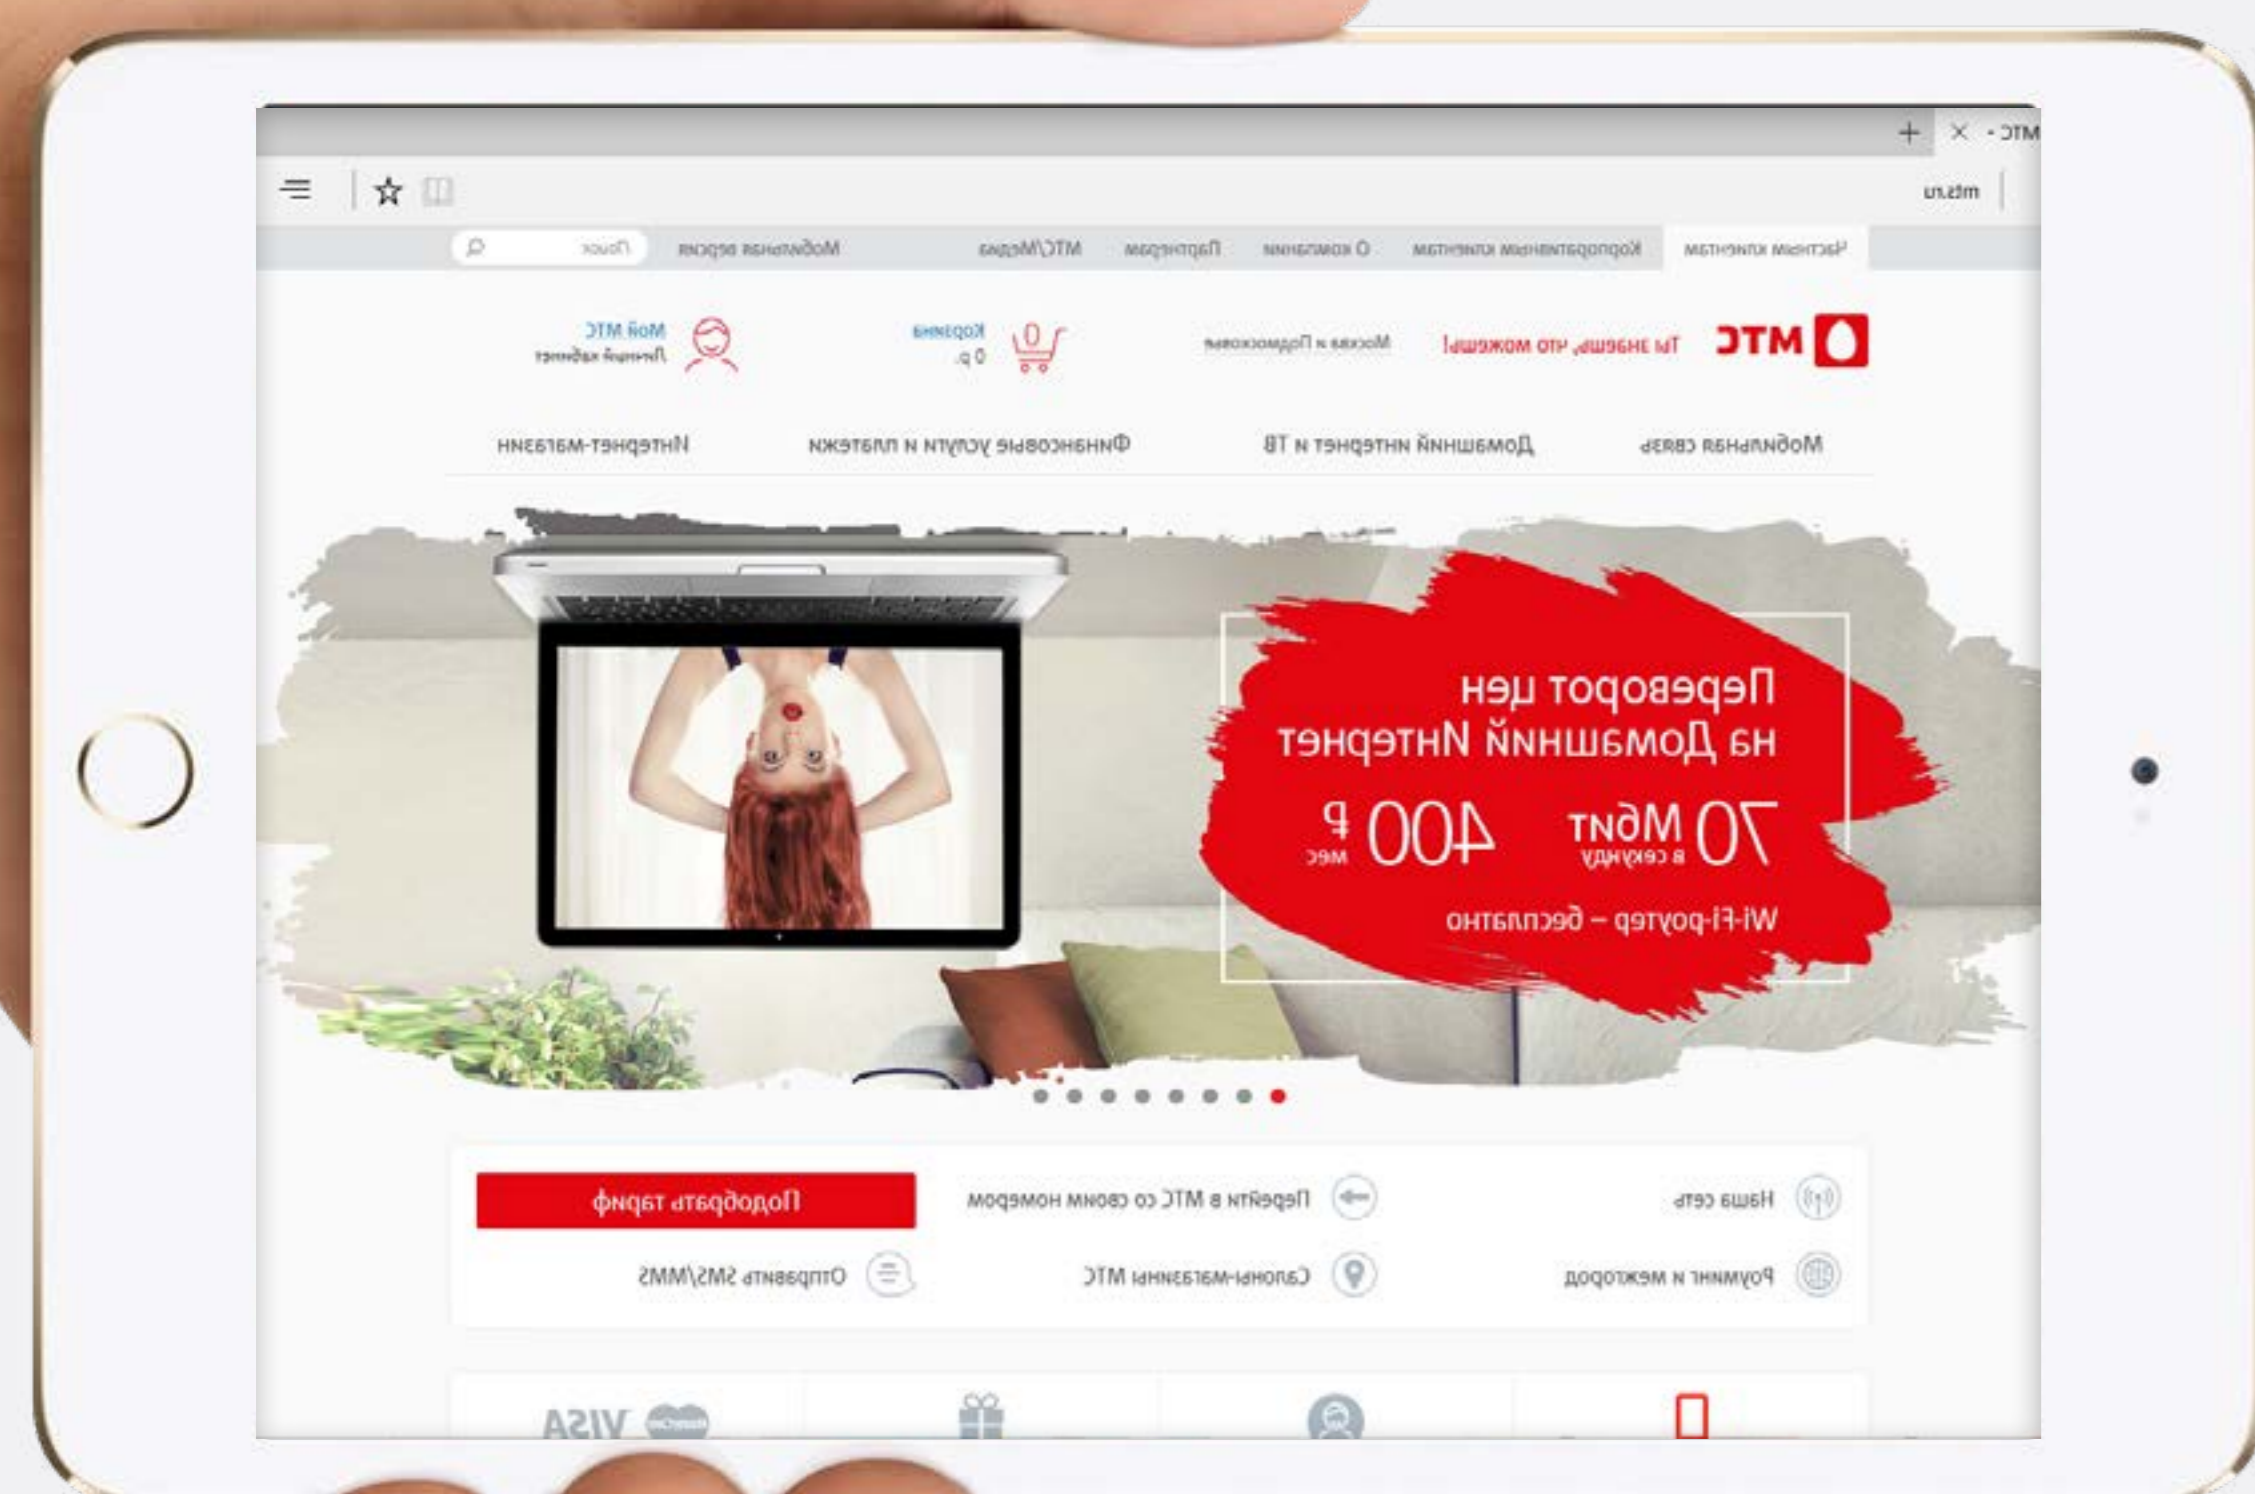 МТС -
mts.ru
Частным клиентам Корпоративным клиентам О компании Партнерам МТС/Медиа Мобильная версия Поиск
МТС Ты знаешь, что можешь! Москва и Подмосковье 0 Корзина Мой МТС
0 р. Личный кабинет
Мобильная связь Домашний интернет и ТВ Финансовые услуги и платежи Интернет-магазин
Переворот цен
на Домашний Интернет
70 Мбит в секунду 400 ₽ мес
Wi-Fi-роутер – бесплатно
Наша сеть Перейти в МТС со своим номером Подобрать тариф
Роуминг и межгород Салоны-магазины МТС Отправить SMS/MMS
VISA